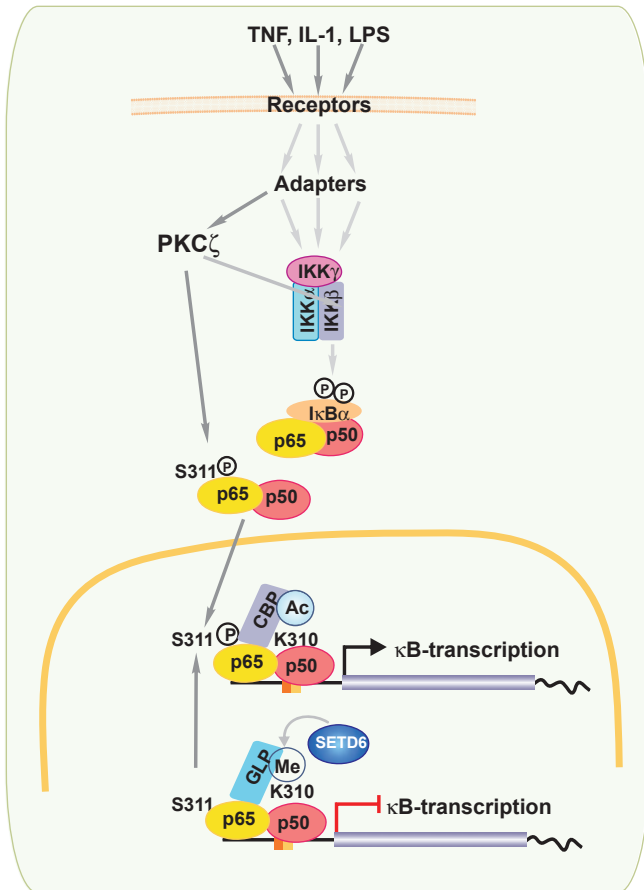 TNF, IL-1, LPS
Receptors
Adapters
PKCζ
IKKγ
IKKα
IKKβ
P P
IκBα
p65 p50
S311 P
p65 p50
CBP Ac
S311 P K310
p65 p50
κB-transcription
SETD6
GLP Me
K310
S311
p65 p50
κB-transcription